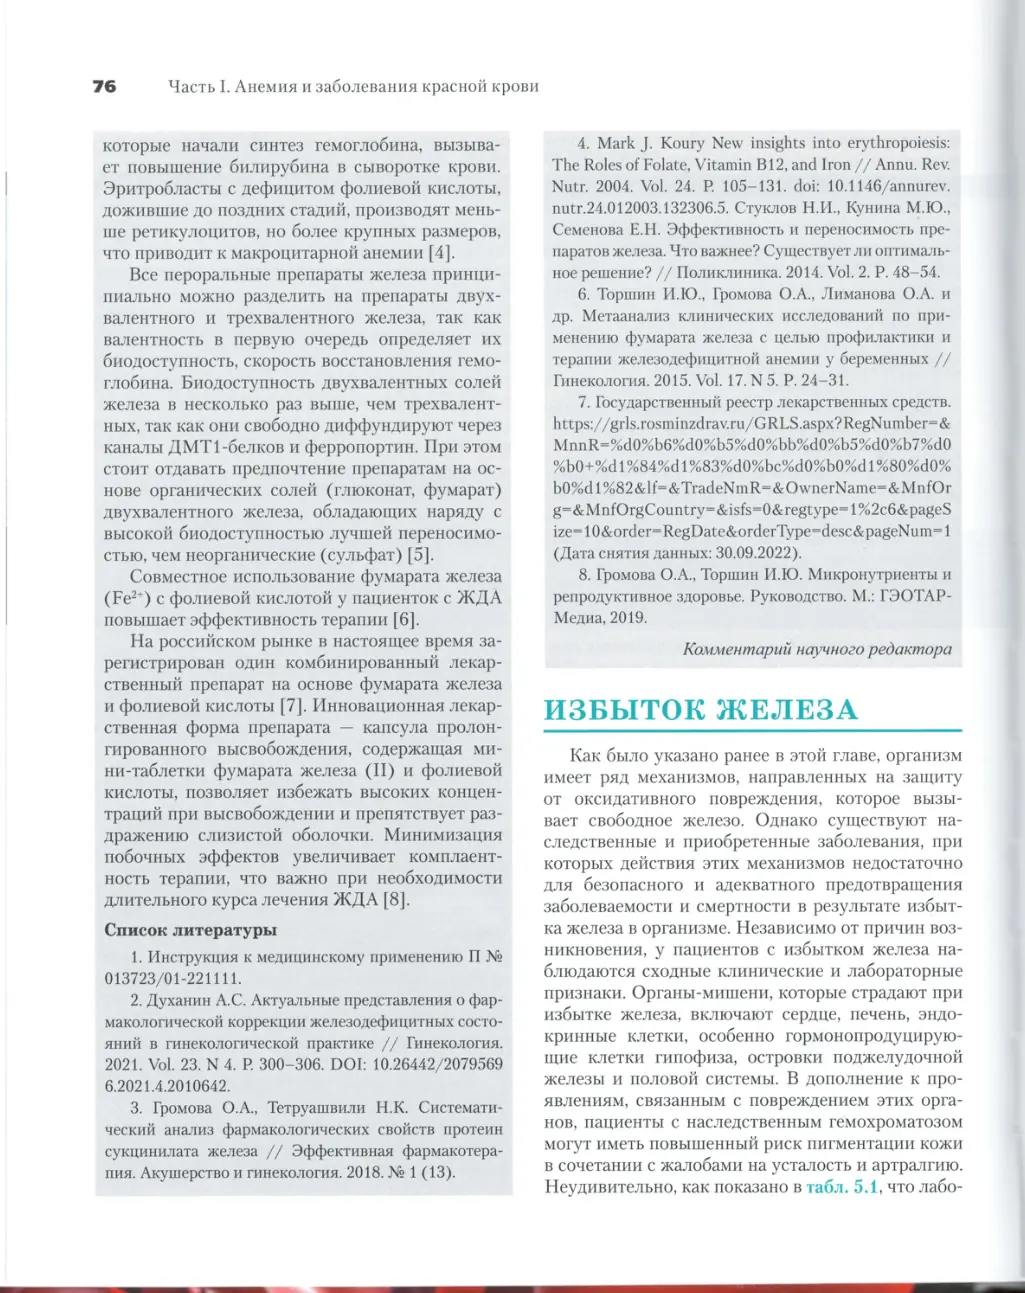 76 Часть I. Анемия и заболевания красной крови
которые начали синтез гемоглобина, вызыва-
ет повышение билирубина в сыворотке крови.
Эритробласты с дефицитом фолиевой кислоты,
дожившие до поздних стадий, производят мень-
ше ретикулоцитов, но более крупных размеров,
что приводит к макроцитарной анемии [4].
Все пероральные препараты железа принци-
пиально можно разделить на препараты двух-
валентного и трехвалентного железа, так как
валентность в первую очередь определяет их
биодоступность, скорость восстановления гемо-
глобина. Биодоступность двухвалентных солей
железа в несколько раз выше, чем трехвалент-
ных, так как они свободно диффундируют через
каналы ДМТ1-белков и ферропортин. При этом
стоит отдавать предпочтение препаратам на ос-
нове органических солей (глюконат, фумарат)
двухвалентного железа, обладающих наряду с
высокой биодоступностью лучшей переносимо-
стью, чем неорганические (сульфат) [5].
Совместное использование фумарата железа
(Fe²⁺) с фолиевой кислотой у пациенток с ЖДА
повышает эффективность терапии [6].
На российском рынке в настоящее время за-
регистрирован один комбинированный лекар-
ственный препарат на основе фумарата железа
и фолиевой кислоты [7]. Инновационная лекар-
ственная форма препарата — капсула пролон-
гированного высвобождения, содержащая ми-
ни-таблетки фумарата железа (II) и фолиевой
кислоты, позволяет избежать высоких концен-
траций при высвобождении и препятствует раз-
дражению слизистой оболочки. Минимизация
побочных эффектов увеличивает комплаент-
ность терапии, что важно при необходимости
длительного курса лечения ЖДА [8].
Список литературы
1. Инструкция к медицинскому применению П №
013723/01-221111.
2. Духанин А.С. Актуальные представления о фар-
макологической коррекции железодефицитных состо-
яний в гинекологической практике // Гинекология.
2021. Vol. 23. N 4. P. 300–306. DOI: 10.26442/2079569
6.2021.4.2010642.
3. Громова О.А., Тетруашвили Н.К. Системати-
ческий анализ фармакологических свойств протеин
сукцинилата железа // Эффективная фармакотера-
пия. Акушерство и гинекология. 2018. № 1 (13).
4. Mark J. Koury New insights into erythropoiesis:
The Roles of Folate, Vitamin B12, and Iron // Annu. Rev.
Nutr. 2004. Vol. 24. P. 105–131. doi: 10.1146/annurev.
nutr.24.012003.132306.5. Стуклов Н.И., Кунина М.Ю.,
Семенова Е.Н. Эффективность и переносимость пре-
паратов железа. Что важнее? Существует ли оптималь-
ное решение? // Поликлиника. 2014. Vol. 2. P. 48–54.
6. Торшин И.Ю., Громова О.А., Лиманова О.А. и
др. Метаанализ клинических исследований по при-
менению фумарата железа с целью профилактики и
терапии железодефицитной анемии у беременных //
Гинекология. 2015. Vol. 17. N 5. P. 24–31.
7. Государственный реестр лекарственных средств.
https://grls.rosminzdrav.ru/GRLS.aspx?RegNumber=&
MnnR=%d0%b6%d0%b5%d0%bb%d0%b5%d0%b7%d0
%b0+%d1%84%d1%83%d0%bc%d0%b0%d1%80%d0%
b0%d1%82&lf=&TradeNmR=&OwnerName=&MnfOr
g=&MnfOrgCountry=&isfs=0&regtype=1%2c6&pageS
ize=10&order=RegDate&orderType=desc&pageNum=1
(Дата снятия данных: 30.09.2022).
8. Громова О.А., Торшин И.Ю. Микронутриенты и
репродуктивное здоровье. Руководство. М.: ГЭОТАР-
Медиа, 2019.
Комментарий научного редактора
ИЗБЫТОК ЖЕЛЕЗА
Как было указано ранее в этой главе, организм
имеет ряд механизмов, направленных на защиту
от оксидативного повреждения, которое вызы-
вает свободное железо. Однако существуют на-
следственные и приобретенные заболевания, при
которых действия этих механизмов недостаточно
для безопасного и адекватного предотвращения
заболеваемости и смертности в результате избыт-
ка железа в организме. Независимо от причин воз-
никновения, у пациентов с избытком железа на-
блюдаются сходные клинические и лабораторные
признаки. Органы-мишени, которые страдают при
избытке железа, включают сердце, печень, эндо-
кринные клетки, особенно гормонопродуцирую-
щие клетки гипофиза, островки поджелудочной
железы и половой системы. В дополнение к про-
явлениям, связанным с повреждением этих орга-
нов, пациенты с наследственным гемохроматозом
могут иметь повышенный риск пигментации кожи
в сочетании с жалобами на усталость и артралгию.
Неудивительно, как показано в табл. 5.1, что лабо-